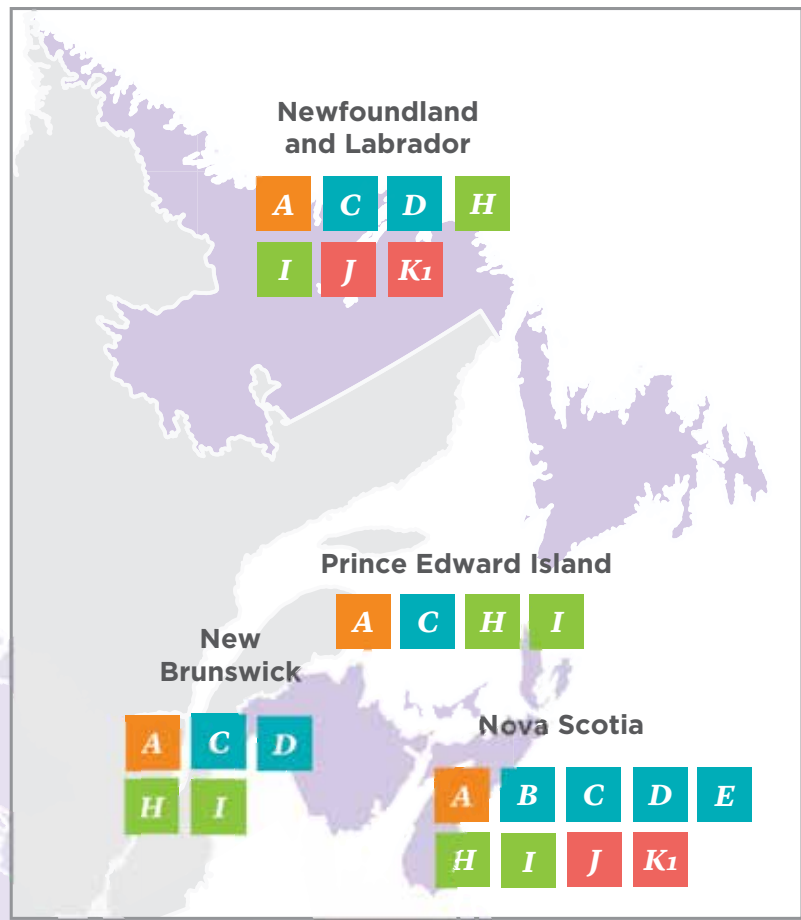 Newfoundland
and Labrador
A C D H
I J K1
Prince Edward Island
A C H I
New
Brunswick
A C D
H I
Nova Scotia
A B C D E
H I J K1